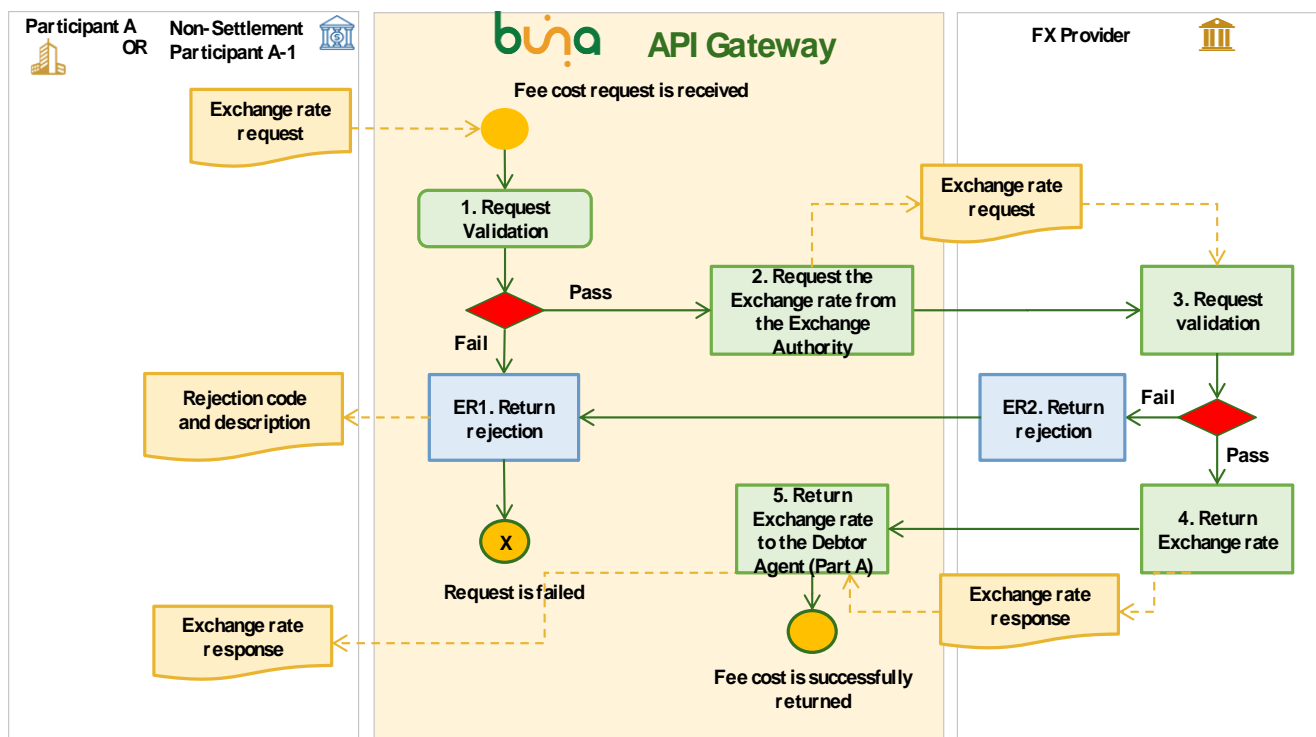 Participant A
OR
Non-Settlement
Participant A-1
buna
API Gateway
FX Provider
Fee cost request is received
Exchange rate
request
1. Request
Validation
Exchange rate
request
Pass
2. Request the
Exchange rate from
the Exchange
Authority
3. Request
validation
Fail
Rejection code
and description
ER1. Return
rejection
ER2. Return
rejection
Fail
Pass
5. Return
Exchange rate
to the Debtor
Agent (Part A)
4. Return
Exchange rate
X
Request is failed
Exchange rate
response
Exchange rate
response
Fee cost is successfully
returned